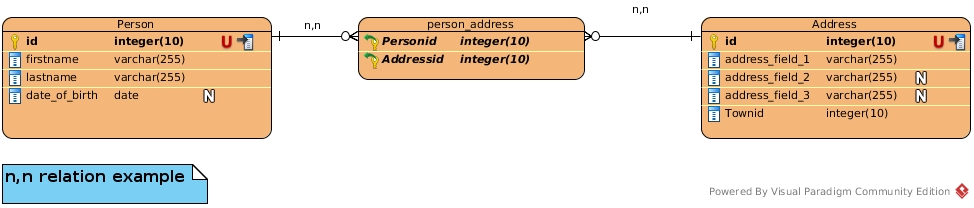 Person
id integer(10) U
firstname varchar(255)
lastname varchar(255)
date_of_birth date N
n,n
person_address
Personid integer(10)
Addressid integer(10)
n,n
Address
id integer(10) U
address_field_1 varchar(255)
address_field_2 varchar(255) N
address_field_3 varchar(255) N
Townid integer(10)
n,n relation example
Powered By Visual Paradigm Community Edition